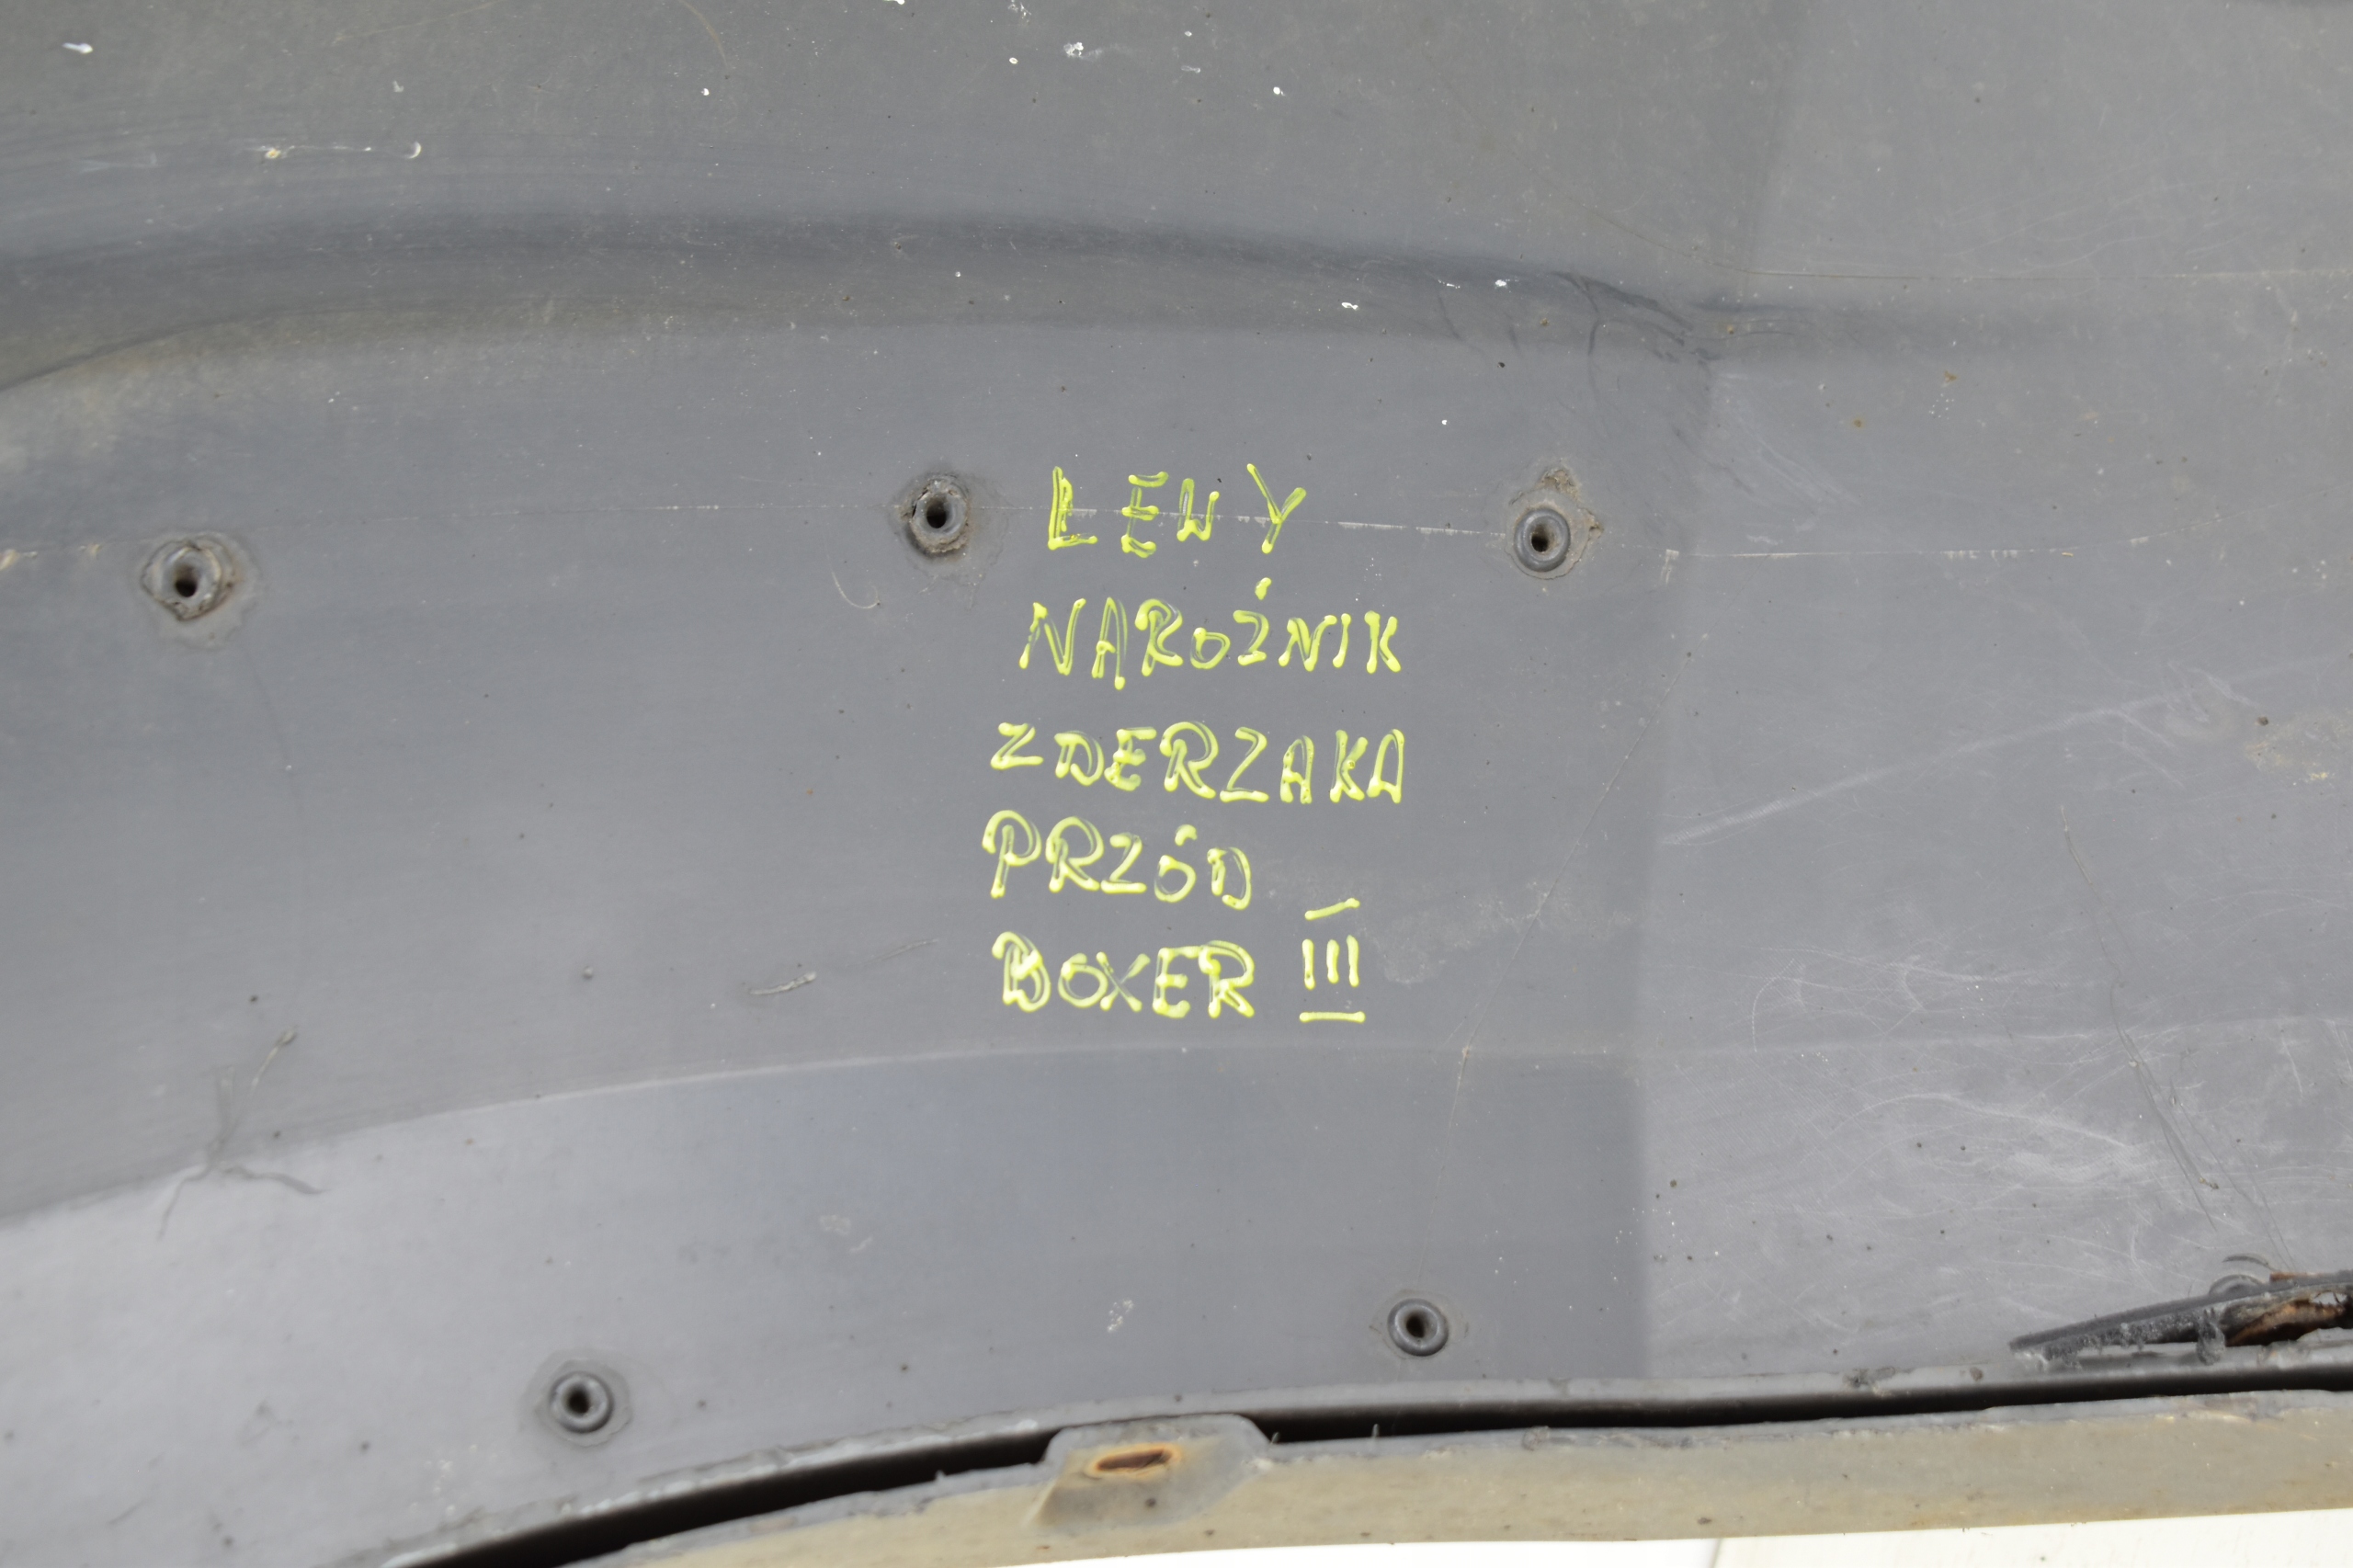 LEWY
NAROŻNIK
ZDERZAKA
PRZÓD
BOXER III